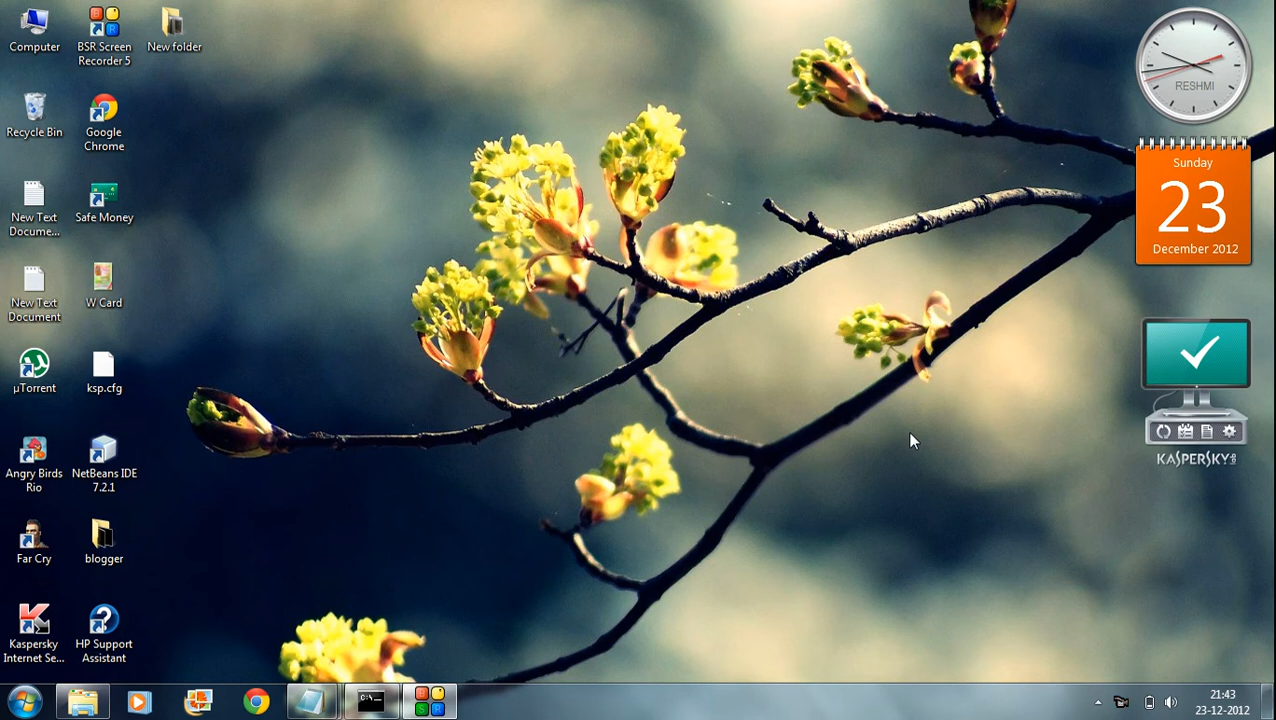 Computer
BSR Screen
Recorder 5
New folder
Recycle Bin
Google
Chrome
New Text
Docume...
Safe Money
New Text
Document
W Card
µTorrent
ksp.cfg
Angry Birds
Rio
NetBeans IDE
7.2.1
Far Cry
blogger
Kaspersky
Internet Se...
HP Support
Assistant
RESHMI
Sunday
23
December 2012
KASPERSKY
C:\_
B
S
R
21:43
23-12-2012